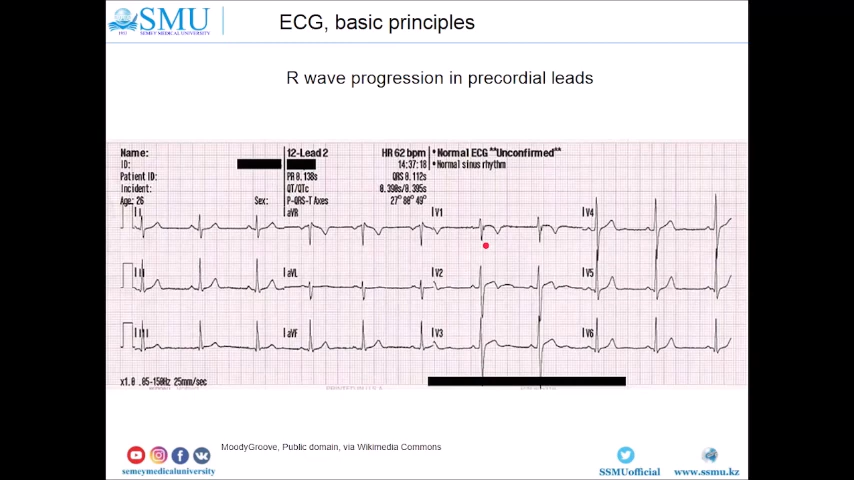 SMU
SEMEY MEDICAL UNIVERSITY
ECG, basic principles
R wave progression in precordial leads
Name:
ID:
Patient ID:
Incident:
Age: 26 Sex:
12-Lead 2 HR 62 bpm
14:37:18
PR 0.138s QRS 0.112s
QT/QTc 0.398s/0.395s
P-QRS-T Axes 27° 88° 49°
• Normal ECG **Unconfirmed**
• Normal sinus rhythm
I aVR V1 V4
II aVL V2 V5
III aVF V3 V6
x1.0 .05-150Hz 25mm/sec
MoodyGroove, Public domain, via Wikimedia Commons
semeymedicaluniversity
SSMUofficial
www.ssmu.kz